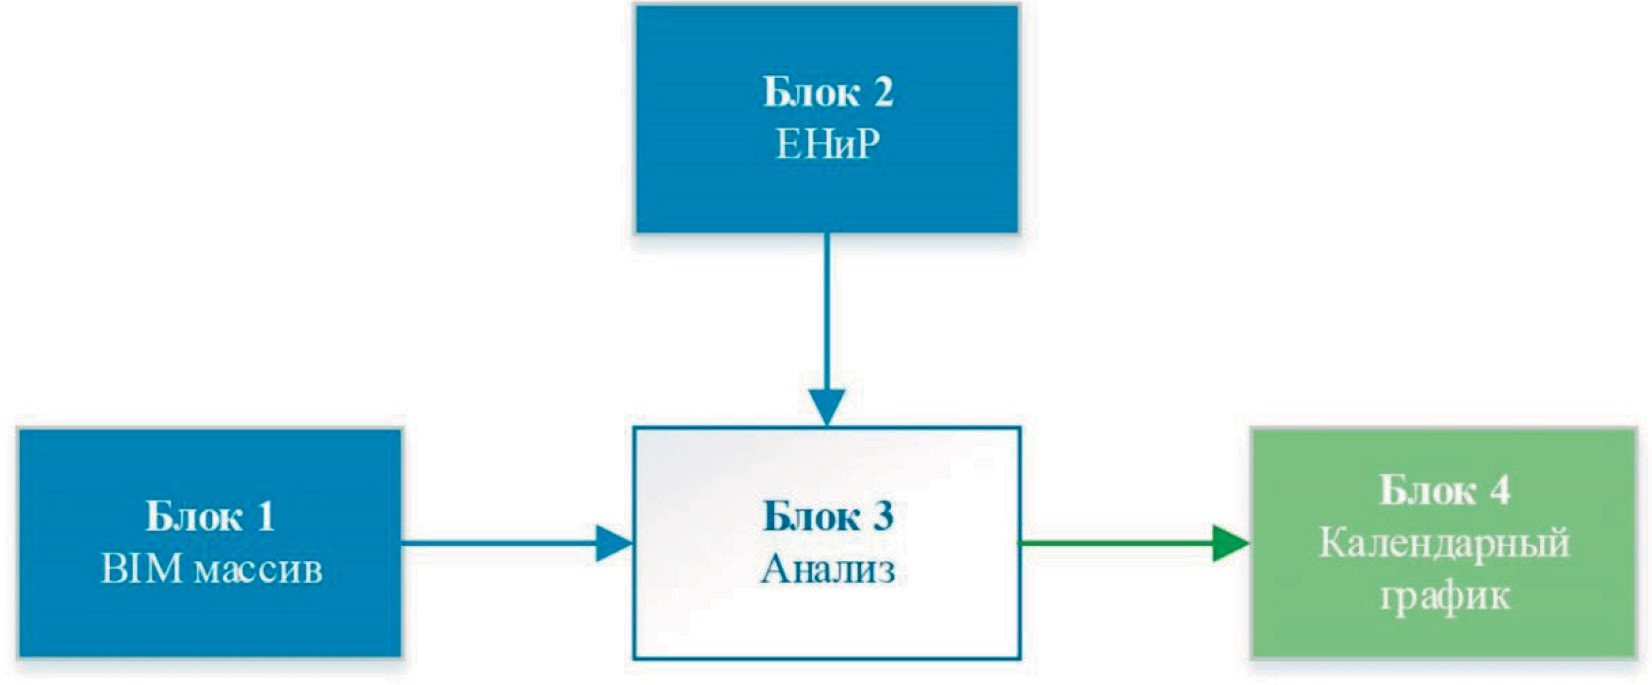 Блок 2
ЕНиР
Блок 1
BIM массив
Блок 3
Анализ
Блок 4
Календарный
график